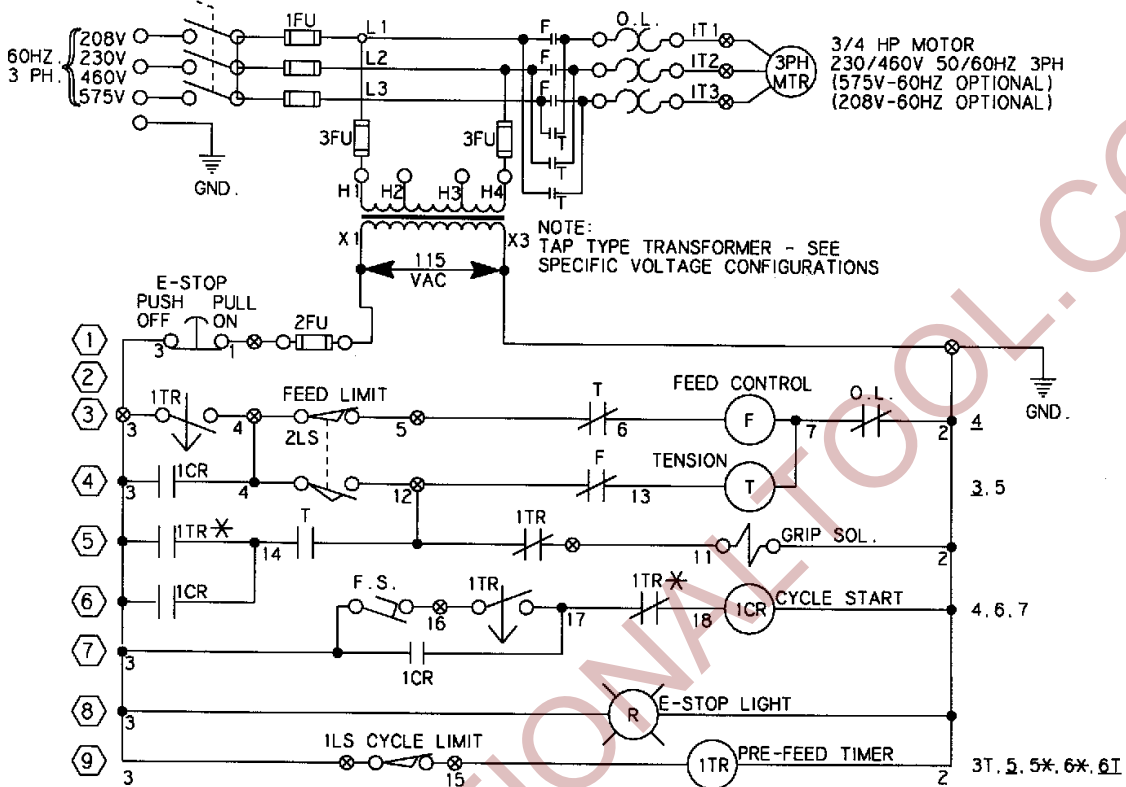 60HZ. 3 PH.
208V
230V
460V
575V
GND.
1FU
L1
L2
L3
3FU
3FU
F
F
F
T
T
T
O.L.
IT1
IT2
IT3
3PH MTR
3/4 HP MOTOR
230/460V 50/60HZ 3PH
(575V-60HZ OPTIONAL)
(208V-60HZ OPTIONAL)
H1 H2 H3 H4
X1 X3
115 VAC
NOTE:
TAP TYPE TRANSFORMER - SEE
SPECIFIC VOLTAGE CONFIGURATIONS
E-STOP
PUSH OFF
PULL ON
2FU
1 3 1
GND.
2
3 3 1TR 4 FEED LIMIT 2LS 5 T 6 FEED CONTROL F 7 O.L. 2 4
4 3 1CR 4 12 F 13 TENSION T 3,5
5 1TR* 14 T 1TR 11 GRIP SOL. 2
6 1CR F.S. 16 1TR 17 1TR* 18 1CR CYCLE START 4,6,7
7 3 1CR
8 3 R E-STOP LIGHT
9 3 1LS CYCLE LIMIT 15 1TR PRE-FEED TIMER 2 3T,5,5*,6*,6T
TIONAL TOOL.CO